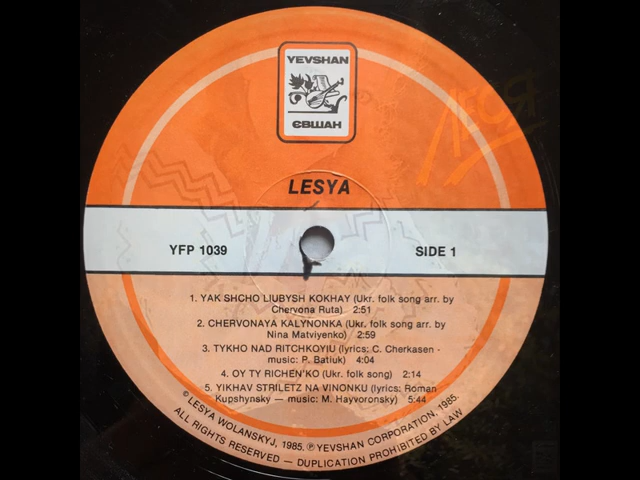 YEVSHAN
ЄВШАН
Леся
LESYA
YFP 1039
SIDE 1
1. YAK SHCHO LIUBYSH KOKHAY (Ukr. folk song arr. by
Chervona Ruta) 2:51
2. CHERVONAYA KALYNONKA (Ukr. folk song arr. by
Nina Matviyenko) 2:59
3. TYKHO NAD RITCHKOYIU (lyrics; C. Cherkasen -
music: P. Batiuk) 4:01
4. OY TY RICHEN'KO (Ukr. folk song) 2:14
5. YIKHAV STRILETZ NA VINONKU (lyrics: Roman
Kupshynsky — music: M. Hayvoronsky) 5:44
© LESYA WOLANSKYJ, 1985. Ⓟ YEVSHAN CORPORATION, 1985.
ALL RIGHTS RESERVED — DUPLICATION PROHIBITED BY LAW